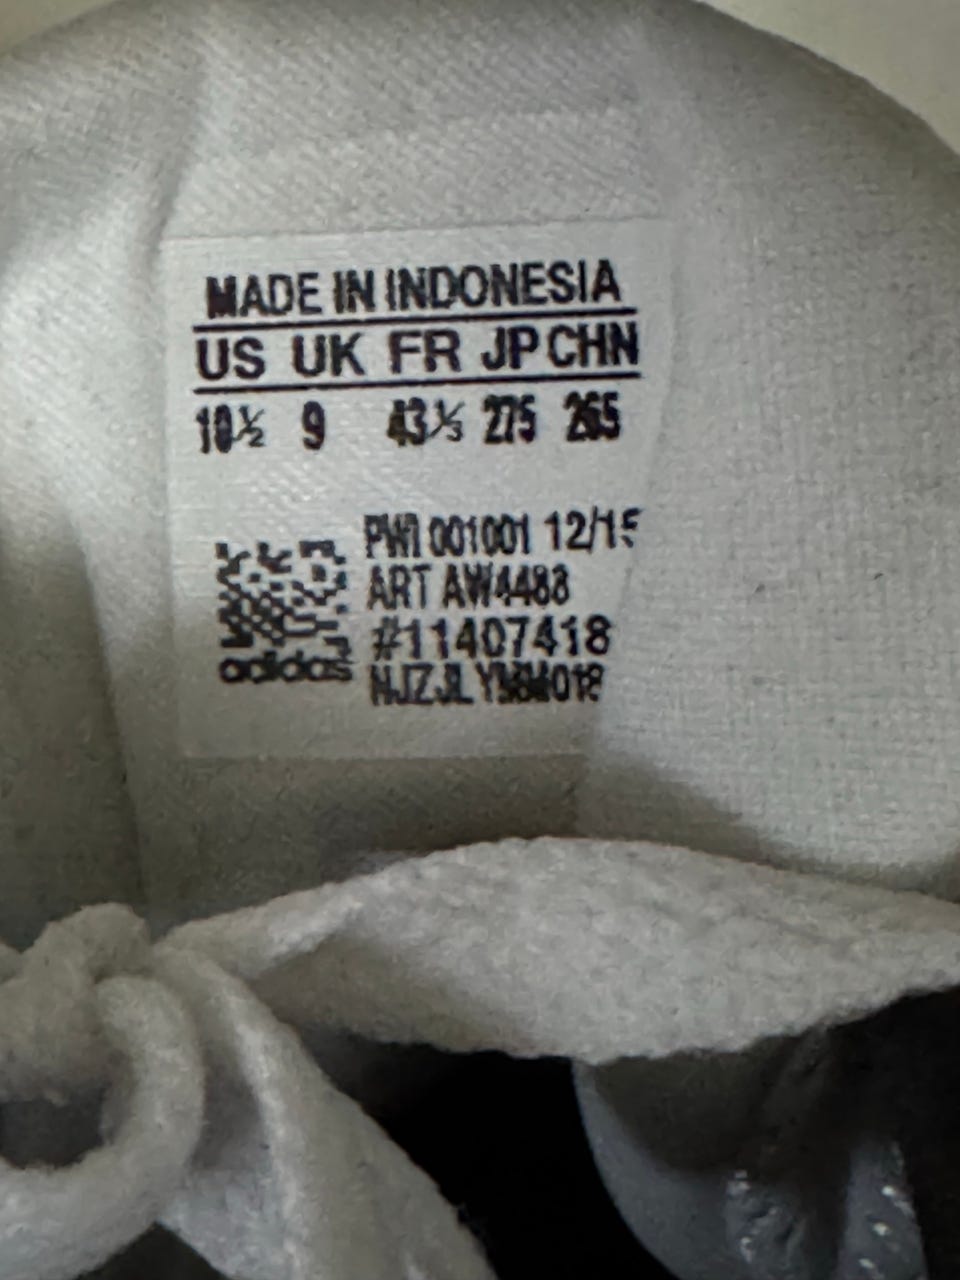 MADE IN INDONESIA
US UK FR JP CHN
10½ 9 43⅓ 275 265
PWI 001001 12/15
ART AW4488
#11407418
adidas